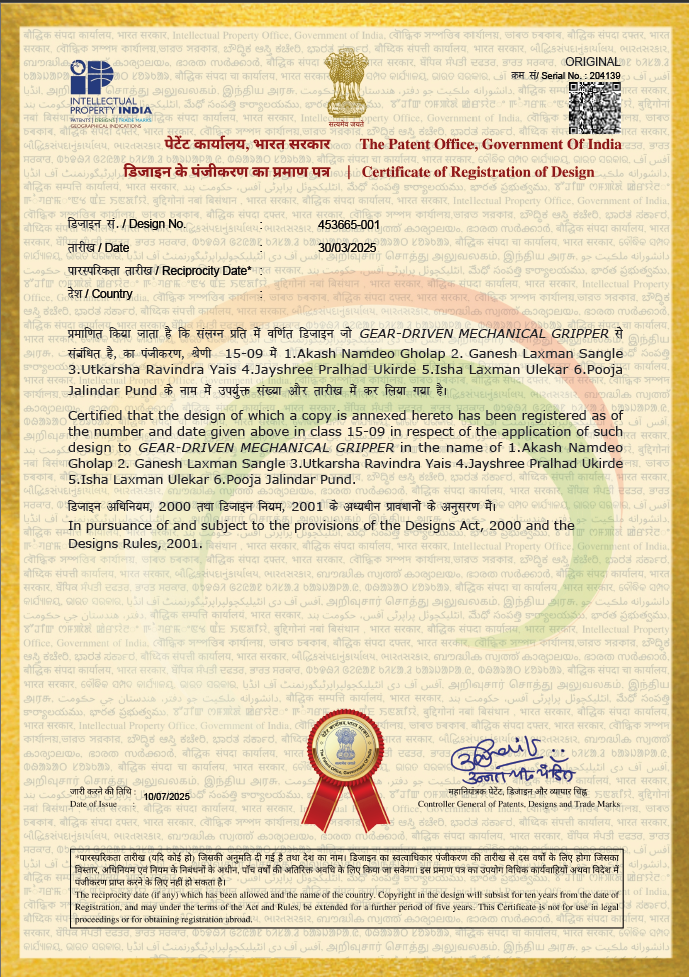 INTELLECTUAL
PROPERTY INDIA
PATENTS | DESIGNS | TRADE MARKS
GEOGRAPHICAL INDICATIONS
सत्यमेव जयते
ORIGINAL
क्रम सं/ Serial No. : 204139
पेटेंट कार्यालय, भारत सरकार The Patent Office, Government Of India
डिजाइन के पंजीकरण का प्रमाण पत्र | Certificate of Registration of Design
डिजाइन सं. / Design No. : 453665-001
तारीख / Date : 30/03/2025
पारस्परिकता तारीख / Reciprocity Date* :
देश / Country :
प्रमाणित किया जाता है कि संलग्न प्रति में वर्णित डिजाइन जो GEAR-DRIVEN MECHANICAL GRIPPER से
संबंधित है, का पंजीकरण, श्रेणी 15-09 में 1.Akash Namdeo Gholap 2. Ganesh Laxman Sangle
3.Utkarsha Ravindra Yais 4.Jayshree Pralhad Ukirde 5.Isha Laxman Ulekar 6.Pooja
Jalindar Pund के नाम में उपर्युक्त संख्या और तारीख में कर लिया गया है।
Certified that the design of which a copy is annexed hereto has been registered as of
the number and date given above in class 15-09 in respect of the application of such
design to GEAR-DRIVEN MECHANICAL GRIPPER in the name of 1.Akash Namdeo
Gholap 2. Ganesh Laxman Sangle 3.Utkarsha Ravindra Yais 4.Jayshree Pralhad Ukirde
5.Isha Laxman Ulekar 6.Pooja Jalindar Pund.
डिजाइन अधिनियम, 2000 तथा डिजाइन नियम, 2001 के अध्यधीन प्रावधानों के अनुसरण में।
In pursuance of and subject to the provisions of the Designs Act, 2000 and the
Designs Rules, 2001.
जारी करने की तिथि : 10/07/2025
Date of Issue
महानियंत्रक पेटेंट, डिजाइन और व्यापार चिह्न
Controller General of Patents, Designs and Trade Marks
*पारस्परिकता तारीख (यदि कोई हो) जिसकी अनुमति दी गई है तथा देश का नाम। डिजाइन का स्वत्वाधिकार पंजीकरण की तारीख से दस वर्षों के लिए होगा जिसका
विस्तार, अधिनियम एवं नियम के निबंधनों के अधीन, पाँच वर्षों की अतिरिक्त अवधि के लिए किया जा सकेगा। इस प्रमाण पत्र का उपयोग विधिक कार्यवाहियों अथवा विदेश में
पंजीकरण प्राप्त करने के लिए नहीं हो सकता है।
The reciprocity date (if any) which has been allowed and the name of the country. Copyright in the design will subsist for ten years from the date of
Registration, and may under the terms of the Act and Rules, be extended for a further period of five years. This Certificate is not for use in legal
proceedings or for obtaining registration abroad.